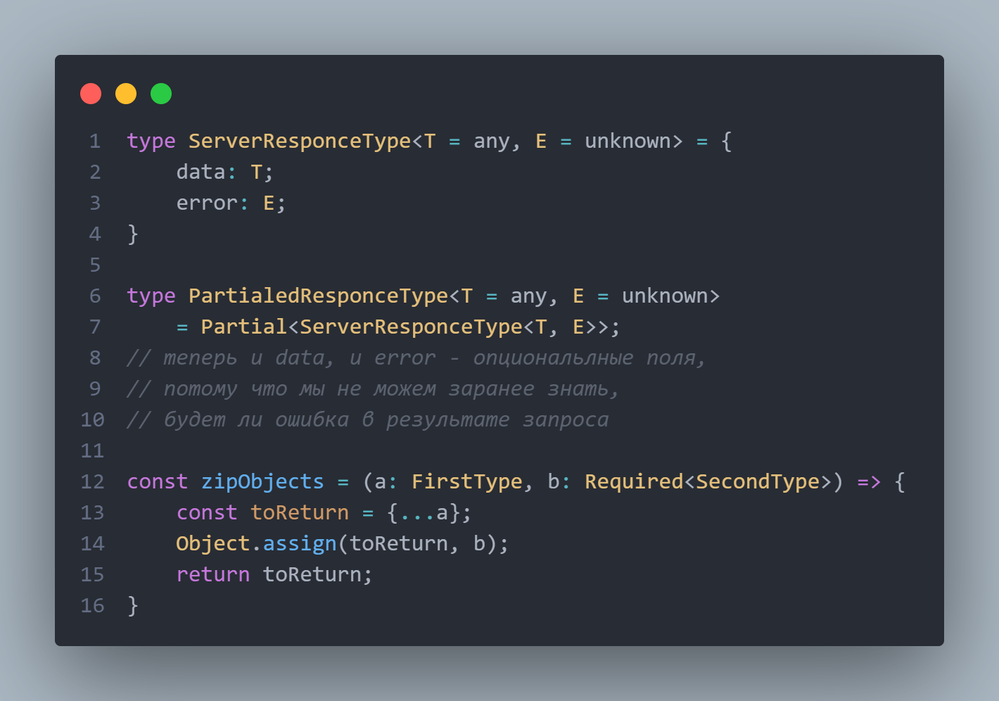 1 type ServerResponceType<T = any, E = unknown> = {
2     data: T;
3     error: E;
4 }
5
6 type PartialedResponceType<T = any, E = unknown>
7     = Partial<ServerResponceType<T, E>>;
8 // теперь и data, и error - опциональлные поля,
9 // потому что мы не можем заранее знать,
10 // будет ли ошибка в результате запроса
11
12 const zipObjects = (a: FirstType, b: Required<SecondType>) => {
13     const toReturn = {...a};
14     Object.assign(toReturn, b);
15     return toReturn;
16 }